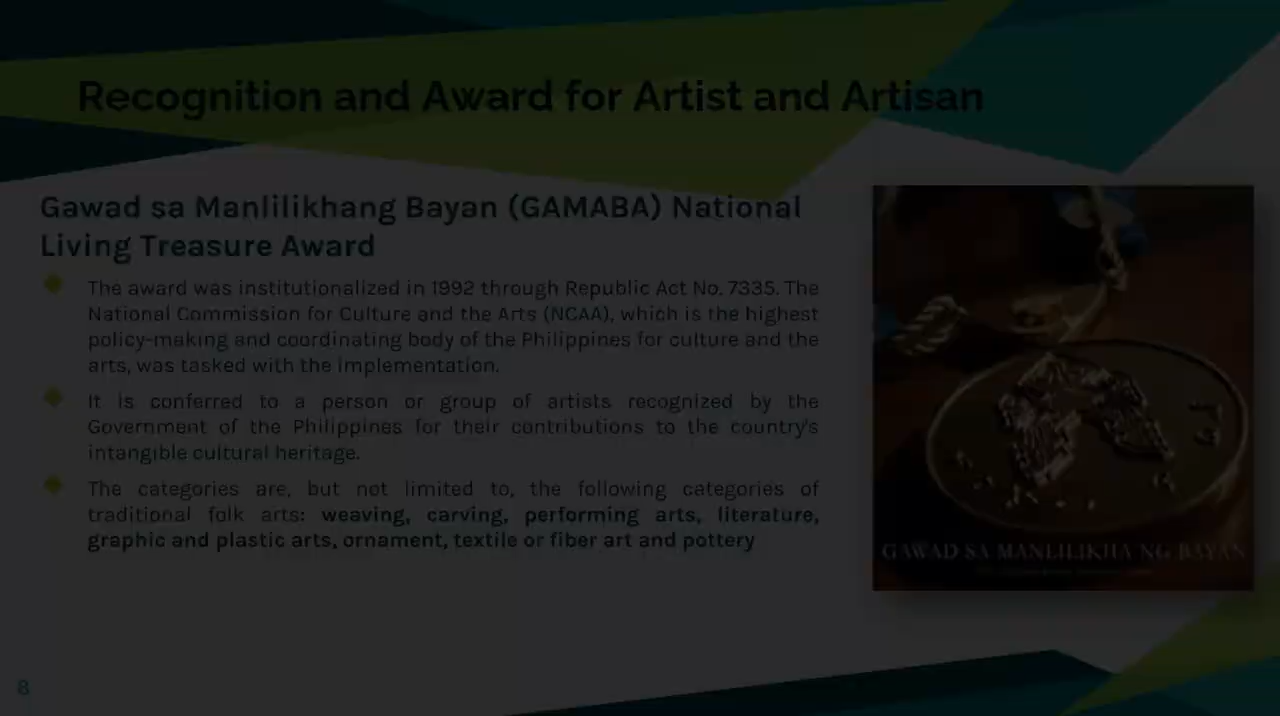 Recognition and Award for Artist and Artisan
Gawad sa Manlilikhang Bayan (GAMABA) National
Living Treasure Award
The award was institutionalized in 1992 through Republic Act No. 7335. The
National Commission for Culture and the Arts (NCAA), which is the highest
policy-making and coordinating body of the Philippines for culture and the
arts, was tasked with the implementation.
It is conferred to a person or group of artists recognized by the
Government of the Philippines for their contributions to the country's
intangible cultural heritage.
The categories are, but not limited to, the following categories of
traditional folk arts: weaving, carving, performing arts, literature,
graphic and plastic arts, ornament, textile or fiber art and pottery
GAWAD SA MANLILIKHA NG BAYAN
8